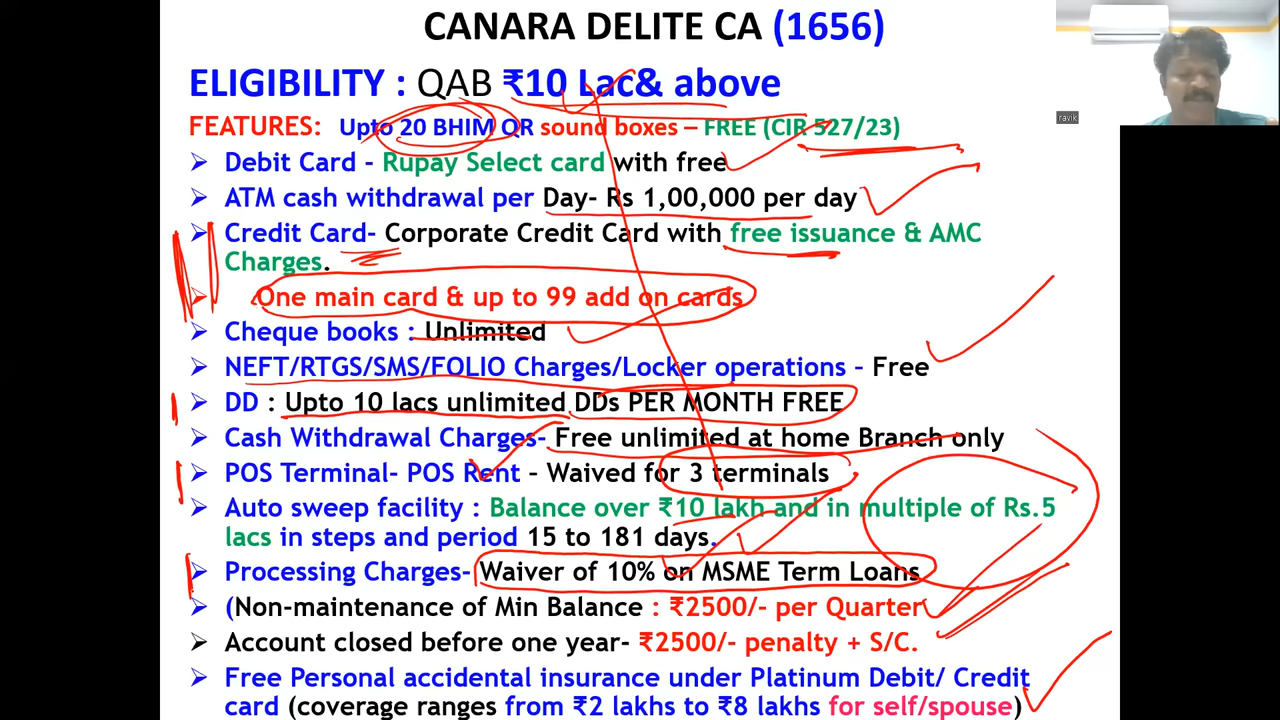 CANARA DELITE CA (1656)
ELIGIBILITY : QAB ₹10 Lac& above
FEATURES: Upto 20 BHIM QR sound boxes – FREE (CIR 527/23)
➤ Debit Card - Rupay Select card with free
➤ ATM cash withdrawal per Day- Rs 1,00,000 per day
➤ Credit Card- Corporate Credit Card with free issuance & AMC
Charges.
➤ One main card & up to 99 add on cards
➤ Cheque books : Unlimited
➤ NEFT/RTGS/SMS/FOLIO Charges/Locker operations - Free
➤ DD : Upto 10 lacs unlimited DDs PER MONTH FREE
➤ Cash Withdrawal Charges- Free unlimited at home Branch only
➤ POS Terminal- POS Rent - Waived for 3 terminals
➤ Auto sweep facility : Balance over ₹10 lakh and in multiple of Rs.5
lacs in steps and period 15 to 181 days.
➤ Processing Charges- Waiver of 10% on MSME Term Loans
➤ (Non-maintenance of Min Balance : ₹2500/- per Quarter
➤ Account closed before one year- ₹2500/- penalty + S/C.
➤ Free Personal accidental insurance under Platinum Debit/ Credit
card (coverage ranges from ₹2 lakhs to ₹8 lakhs for self/spouse)
ravik